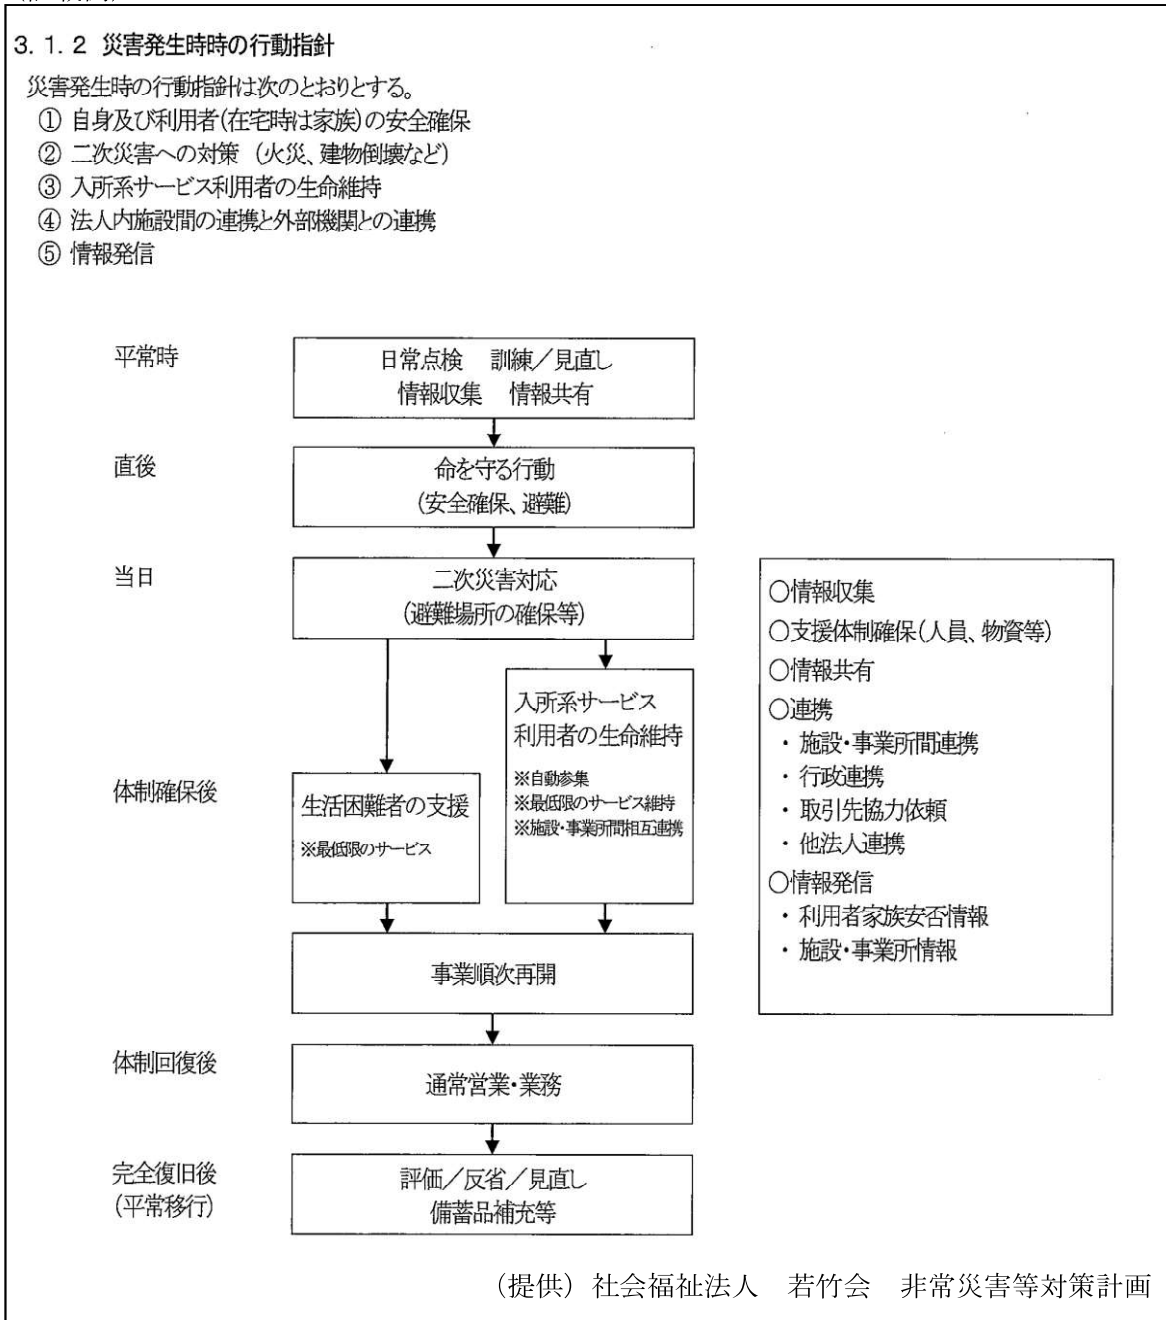 3. 1. 2 災害発生時時の行動指針
災害発生時の行動指針は次のとおりとする。
① 自身及び利用者(在宅時は家族)の安全確保
② 二次災害への対策 (火災、建物倒壊など)
③ 入所系サービス利用者の生命維持
④ 法人内施設間の連携と外部機関との連携
⑤ 情報発信
平常時
日常点検 訓練／見直し
情報収集 情報共有
直後
命を守る行動
(安全確保、避難)
当日
二次災害対応
(避難場所の確保等)
入所系サービス
利用者の生命維持
※自動参集
※最低限のサービス維持
※施設・事業所間相互連携
体制確保後
生活困難者の支援
※最低限のサービス
事業順次再開
体制回復後
通常営業・業務
完全復旧後
(平常移行)
評価／反省／見直し
備蓄品補充等
○情報収集
○支援体制確保(人員、物資等)
○情報共有
○連携
・ 施設・事業所間連携
・ 行政連携
・ 取引先協力依頼
・ 他法人連携
○情報発信
・ 利用者家族安否情報
・ 施設・事業所情報
（提供）社会福祉法人　若竹会　非常災害等対策計画